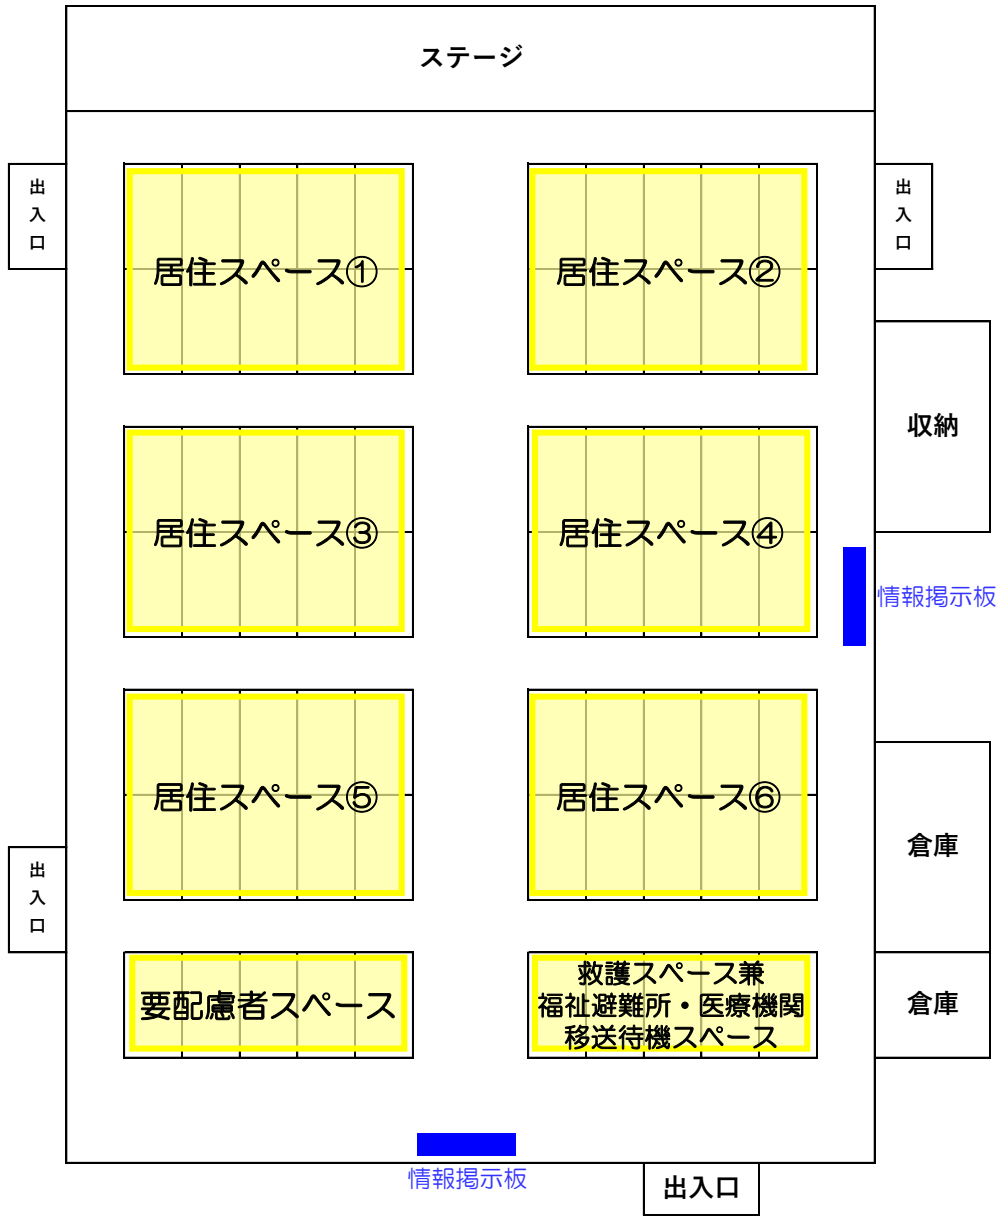 ステージ
出入口
出入口
居住スペース①
居住スペース②
収納
居住スペース③
居住スペース④
情報掲示板
居住スペース⑤
居住スペース⑥
倉庫
出入口
要配慮者スペース
救護スペース兼
福祉避難所・医療機関
移送待機スペース
倉庫
情報掲示板
出入口